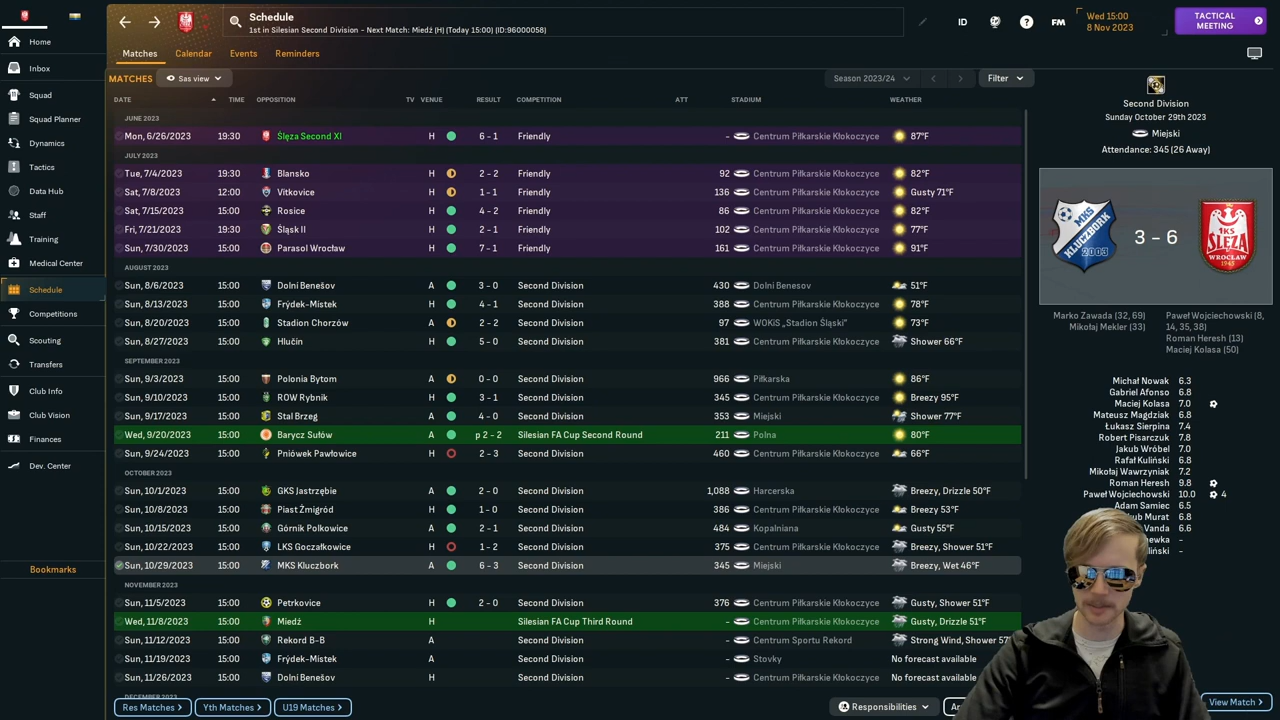 Schedule
1st in Silesian Second Division - Next Match: Miedź (H) (Today 15:00) (ID:96000058)
ID
FM
Wed 15:00
8 Nov 2023
TACTICAL MEETING
Home
Inbox
Squad
Squad Planner
Dynamics
Tactics
Data Hub
Staff
Training
Medical Center
Schedule
Competitions
Scouting
Transfers
Club Info
Club Vision
Finances
Dev. Center
Bookmarks
Matches Calendar Events Reminders
MATCHES Sas view Season 2023/24 Filter
DATE TIME OPPOSITION TV VENUE RESULT COMPETITION ATT STADIUM WEATHER
JUNE 2023
Mon, 6/26/2023 19:30 Ślęza Second XI H 6 - 1 Friendly - Centrum Piłkarskie Kłokoczyce 87°F
JULY 2023
Tue, 7/4/2023 19:30 Blansko H 2 - 2 Friendly 92 Centrum Piłkarskie Kłokoczyce 82°F
Sat, 7/8/2023 12:00 Vítkovice H 1 - 1 Friendly 136 Centrum Piłkarskie Kłokoczyce Gusty 71°F
Sat, 7/15/2023 15:00 Rosice H 4 - 2 Friendly 86 Centrum Piłkarskie Kłokoczyce 82°F
Fri, 7/21/2023 19:30 Śląsk II H 2 - 1 Friendly 102 Centrum Piłkarskie Kłokoczyce 77°F
Sun, 7/30/2023 15:00 Parasol Wrocław H 7 - 1 Friendly 161 Centrum Piłkarskie Kłokoczyce 91°F
AUGUST 2023
Sun, 8/6/2023 15:00 Dolní Benešov A 3 - 0 Second Division 430 Dolni Benesov 51°F
Sun, 8/13/2023 15:00 Frýdek-Místek H 4 - 1 Second Division 388 Centrum Piłkarskie Kłokoczyce 78°F
Sun, 8/20/2023 15:00 Stadion Chorzów A 2 - 2 Second Division 97 WOKiS „Stadion Śląski" 73°F
Sun, 8/27/2023 15:00 Hlučín H 5 - 0 Second Division 381 Centrum Piłkarskie Kłokoczyce Shower 66°F
SEPTEMBER 2023
Sun, 9/3/2023 15:00 Polonia Bytom A 0 - 0 Second Division 966 Piłkarska 86°F
Sun, 9/10/2023 15:00 ROW Rybnik H 3 - 1 Second Division 345 Centrum Piłkarskie Kłokoczyce Breezy 95°F
Sun, 9/17/2023 15:00 Stal Brzeg A 4 - 0 Second Division 353 Miejski Shower 77°F
Wed, 9/20/2023 15:00 Barycz Sułów A p 2 - 2 Silesian FA Cup Second Round 211 Polna 80°F
Sun, 9/24/2023 15:00 Pniówek Pawłowice A 2 - 3 Second Division 460 Centrum Piłkarskie Kłokoczyce 66°F
OCTOBER 2023
Sun, 10/1/2023 15:00 GKS Jastrzębie A 2 - 0 Second Division 1,088 Harcerska Breezy, Drizzle 50°F
Sun, 10/8/2023 15:00 Piast Żmigród H 1 - 0 Second Division 386 Centrum Piłkarskie Kłokoczyce Breezy 53°F
Sun, 10/15/2023 15:00 Górnik Polkowice A 2 - 1 Second Division 484 Kopalniana Gusty 55°F
Sun, 10/22/2023 15:00 LKS Goczałkowice H 1 - 2 Second Division 375 Centrum Piłkarskie Kłokoczyce Breezy, Shower 51°F
Sun, 10/29/2023 15:00 MKS Kluczbork A 6 - 3 Second Division 345 Miejski Breezy, Wet 46°F
NOVEMBER 2023
Sun, 11/5/2023 15:00 Petrkovice H 2 - 0 Second Division 376 Centrum Piłkarskie Kłokoczyce Gusty, Shower 51°F
Wed, 11/8/2023 15:00 Miedź H Silesian FA Cup Third Round - Centrum Piłkarskie Kłokoczyce Gusty, Drizzle 51°F
Sun, 11/12/2023 15:00 Rekord B-B A Second Division - Centrum Sportu Rekord Strong Wind, Shower 57°
Sun, 11/19/2023 15:00 Frýdek-Místek A Second Division - Stovky No forecast available
Sun, 11/26/2023 15:00 Dolní Benešov H Second Division - Centrum Piłkarskie Kłokoczyce No forecast available
DECEMBER 2023
Res Matches Yth Matches U19 Matches Responsibilities
View Match
Second Division
Sunday October 29th 2023
Miejski
Attendance: 345 (26 Away)
MKS
KLUCZBORK
2003
3 - 6
1KS
ŚLĘZA
WROCŁAW
1945
Marko Zawada (32, 69)
Mikołaj Mekler (33)
Paweł Wojciechowski (8,
14, 35, 38)
Roman Heresh (13)
Maciej Kolasa (50)
Michał Nowak 6.3
Gabriel Afonso 6.8
Maciej Kolasa 7.0
Mateusz Magdziak 6.8
Łukasz Sierpina 7.4
Robert Pisarczuk 7.8
Jakub Wróbel 7.0
Rafał Kuliński 6.8
Mikołaj Wawrzyniak 7.2
Roman Heresh 9.8
Paweł Wojciechowski 10.0 4
Adam Samiec 6.5
Murat 6.8
Vanda 6.6
-
-